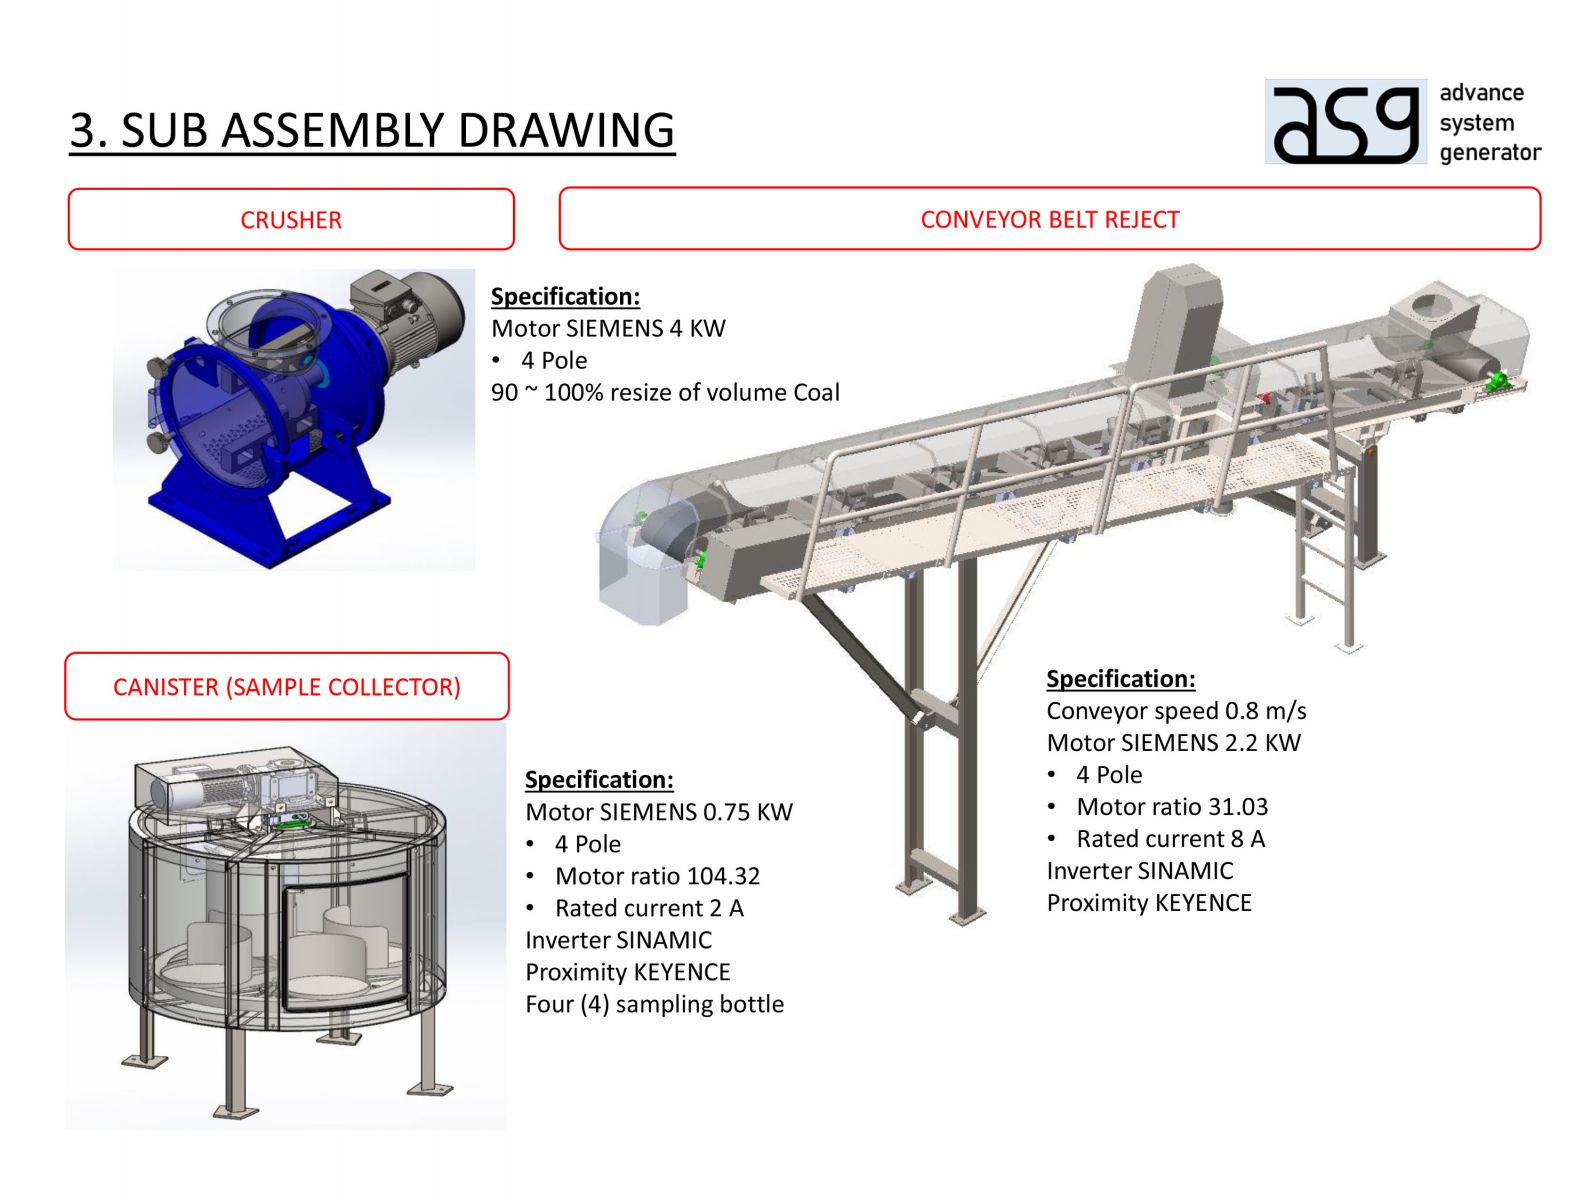 3. SUB ASSEMBLY DRAWING
asg
advance
system
generator
CRUSHER
CONVEYOR BELT REJECT
Specification:
Motor SIEMENS 4 KW
• 4 Pole
90 ~ 100% resize of volume Coal
CANISTER (SAMPLE COLLECTOR)
Specification:
Motor SIEMENS 0.75 KW
• 4 Pole
• Motor ratio 104.32
• Rated current 2 A
Inverter SINAMIC
Proximity KEYENCE
Four (4) sampling bottle
Specification:
Conveyor speed 0.8 m/s
Motor SIEMENS 2.2 KW
• 4 Pole
• Motor ratio 31.03
• Rated current 8 A
Inverter SINAMIC
Proximity KEYENCE